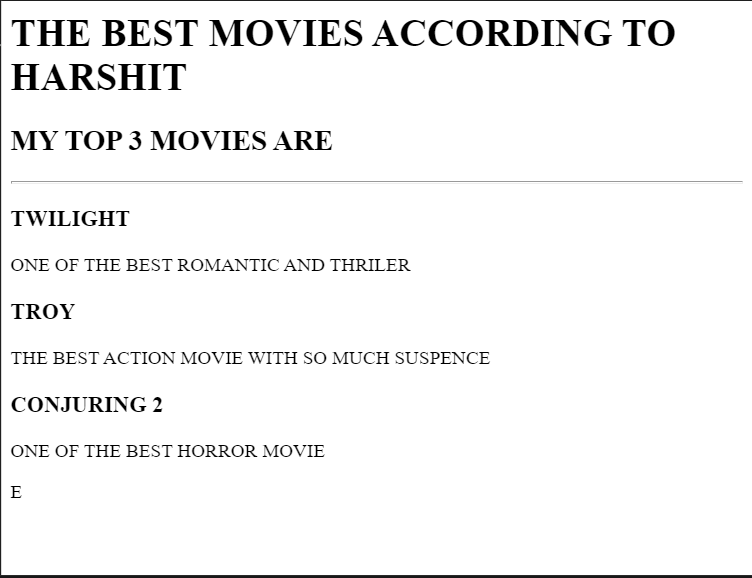 THE BEST MOVIES ACCORDING TO
HARSHIT
MY TOP 3 MOVIES ARE
TWILIGHT
ONE OF THE BEST ROMANTIC AND THRILER
TROY
THE BEST ACTION MOVIE WITH SO MUCH SUSPENCE
CONJURING 2
ONE OF THE BEST HORROR MOVIE
E